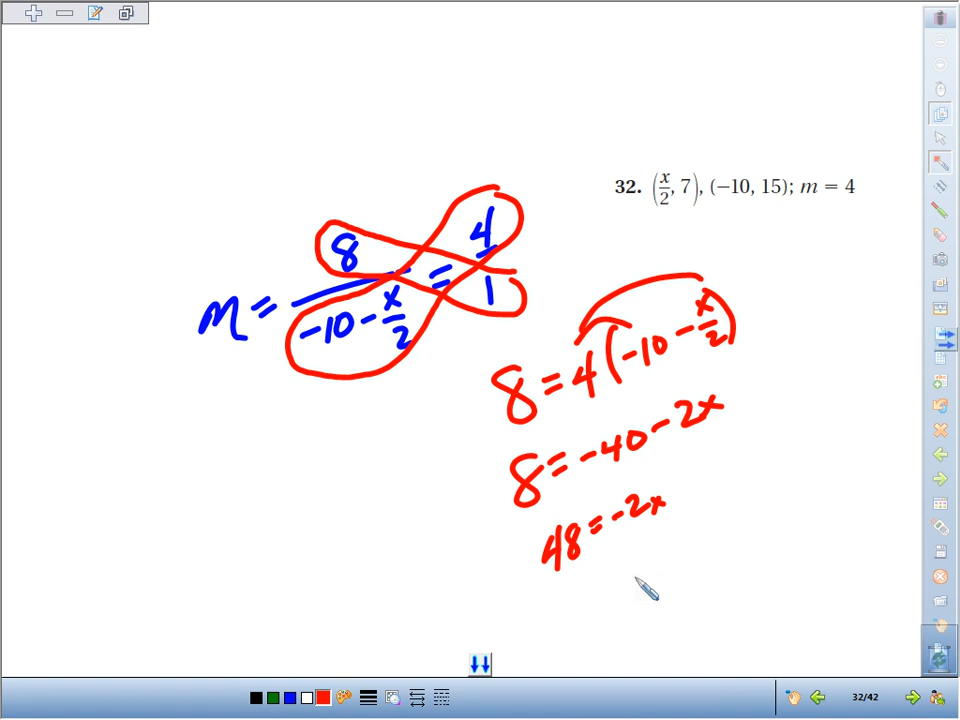 32. (x/2, 7), (−10, 15); m = 4
m = 8/(-10 - x/2) = 4/1
8 = 4(-10 - x/2)
8 = -40 - 2x
48 = -2x
32/42